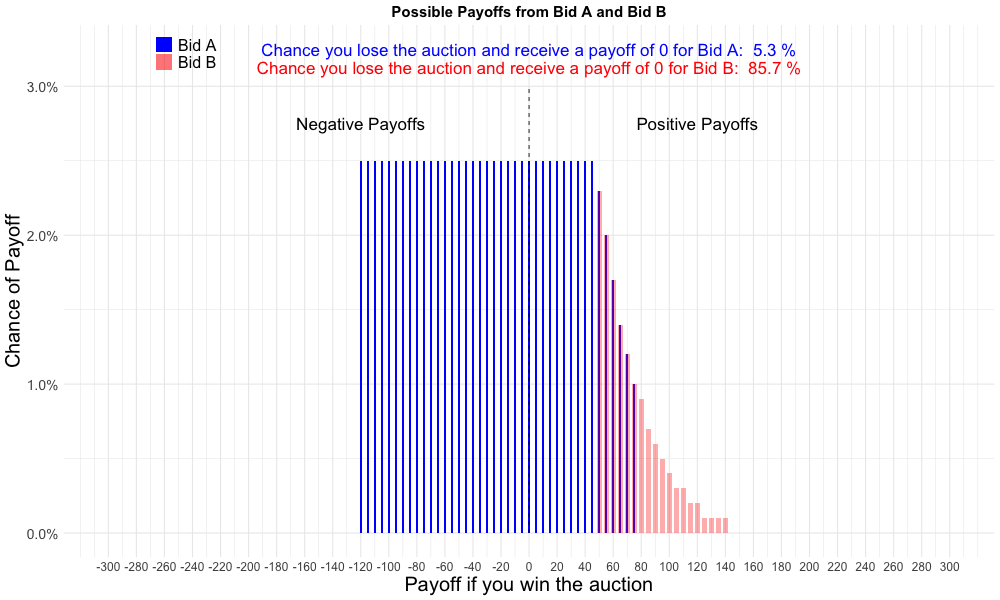 Possible Payoffs from Bid A and Bid B
Bid A
Bid B
Chance you lose the auction and receive a payoff of 0 for Bid A: 5.3 %
Chance you lose the auction and receive a payoff of 0 for Bid B: 85.7 %
Negative Payoffs
Positive Payoffs
Chance of Payoff
3.0%
2.0%
1.0%
0.0%
-300 -280 -260 -240 -220 -200 -180 -160 -140 -120 -100 -80 -60 -40 -20 0 20 40 60 80 100 120 140 160 180 200 220 240 260 280 300
Payoff if you win the auction